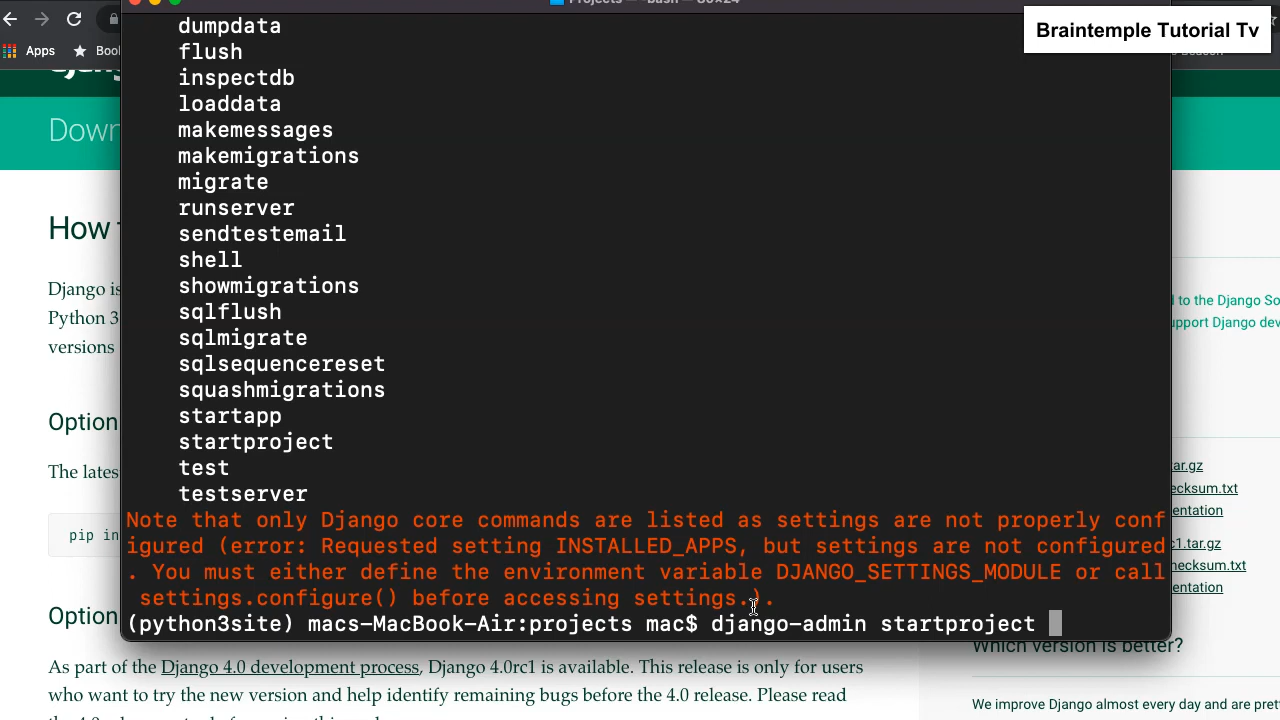 Projects — -bash — 80×24
Braintemple Tutorial Tv
Apps
dumpdata
flush
inspectdb
loaddata
makemessages
makemigrations
migrate
runserver
sendtestemail
shell
showmigrations
sqlflush
sqlmigrate
sqlsequencereset
squashmigrations
startapp
startproject
test
testserver
Note that only Django core commands are listed as settings are not properly conf
igured (error: Requested setting INSTALLED_APPS, but settings are not configured
. You must either define the environment variable DJANGO_SETTINGS_MODULE or call
settings.configure() before accessing settings.).
(python3site) macs-MacBook-Air:projects mac$ django-admin startproject
How
Django is
Python 3
versions
Option
The lates
pip in
Option
As part of the Django 4.0 development process, Django 4.0rc1 is available. This release is only for users
who want to try the new version and help identify remaining bugs before the 4.0 release. Please read
to the Django So
upport Django dev
tar.gz
ecksum.txt
entation
c1.tar.gz
necksum.txt
entation
Which version is better?
We improve Django almost every day and are pret